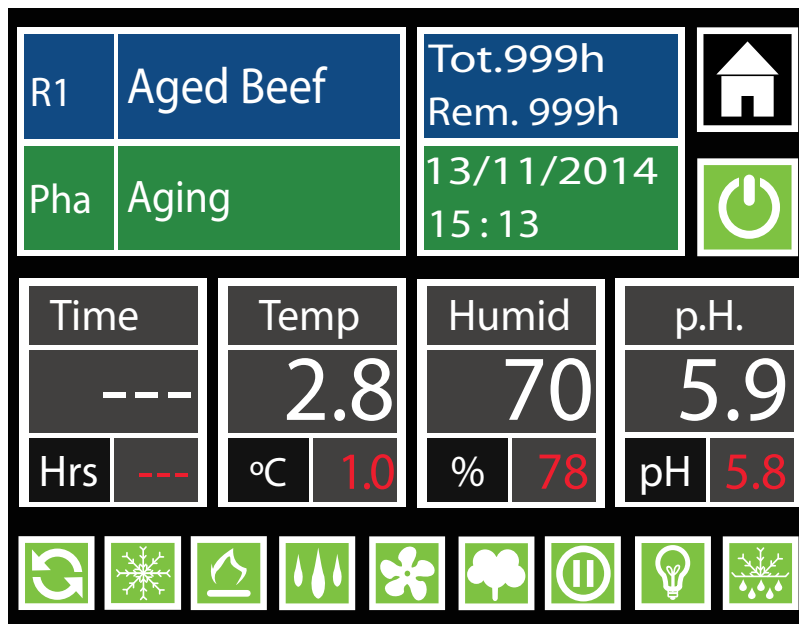 R1 Aged Beef
Tot.999h
Rem. 999h
Pha Aging
13/11/2014
15:13
Time Temp Humid p.H.
--- 2.8 70 5.9
Hrs --- ºC 1.0 % 78 pH 5.8